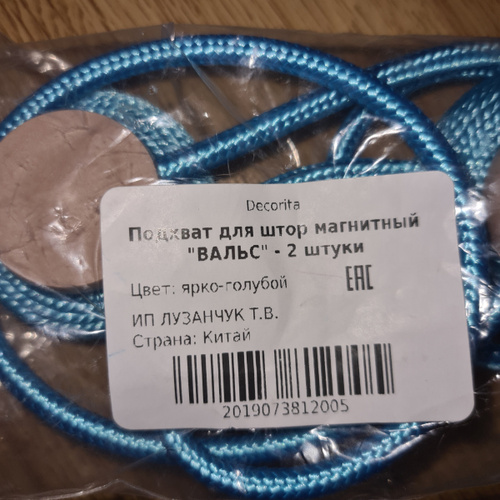 Decorita
Подхват для штор магнитный
"ВАЛЬС" - 2 штуки
Цвет: ярко-голубой
EAC
ИП ЛУЗАНЧУК Т.В.
Страна: Китай
2019073812005